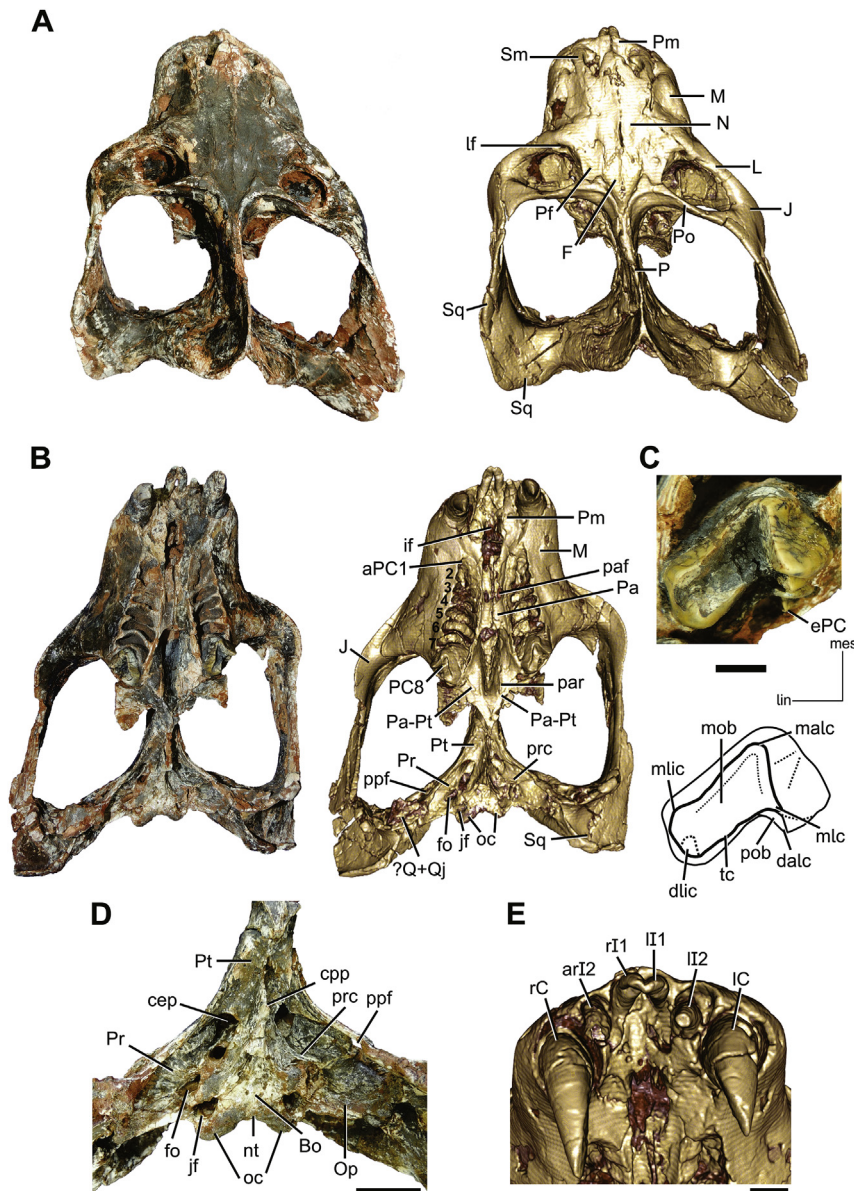 A
Pm
Sm
M
N
lf
L
J
Pf
Po
F
P
Sq
Sq
B
C
Pm
if
M
aPC1
2
paf
3
4
Pa
5
6
7
ePC
J
mes
lin
PC8
par
mob
malc
Pa-Pt
Pa-Pt
Pt
prc
Pr
mlic
ppf
fo
jf
oc
Sq
mlc
?Q+Qj
dlic
tc
pob
dalc
D
E
Pt
cpp
cep
prc
ppf
Pr
fo
jf
nt
Bo
oc
Op
rI1
lI1
arI2
lI2
rC
lC